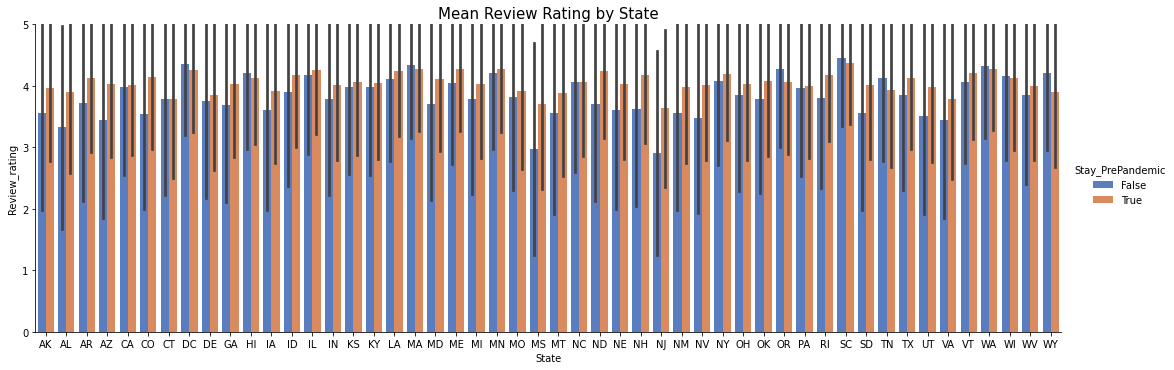 Mean Review Rating by State
5
4
3
2
1
0
Review rating
AK AL AR AZ CA CO CT DC DE GA HI IA ID IL IN KS KY LA MA MD ME MI MN MO MS MT NC ND NE NH NJ NM NV NY OH OK OR PA RI SC SD TN TX UT VA VT WA WI WV WY
State
Stay_PrePandemic
False
True